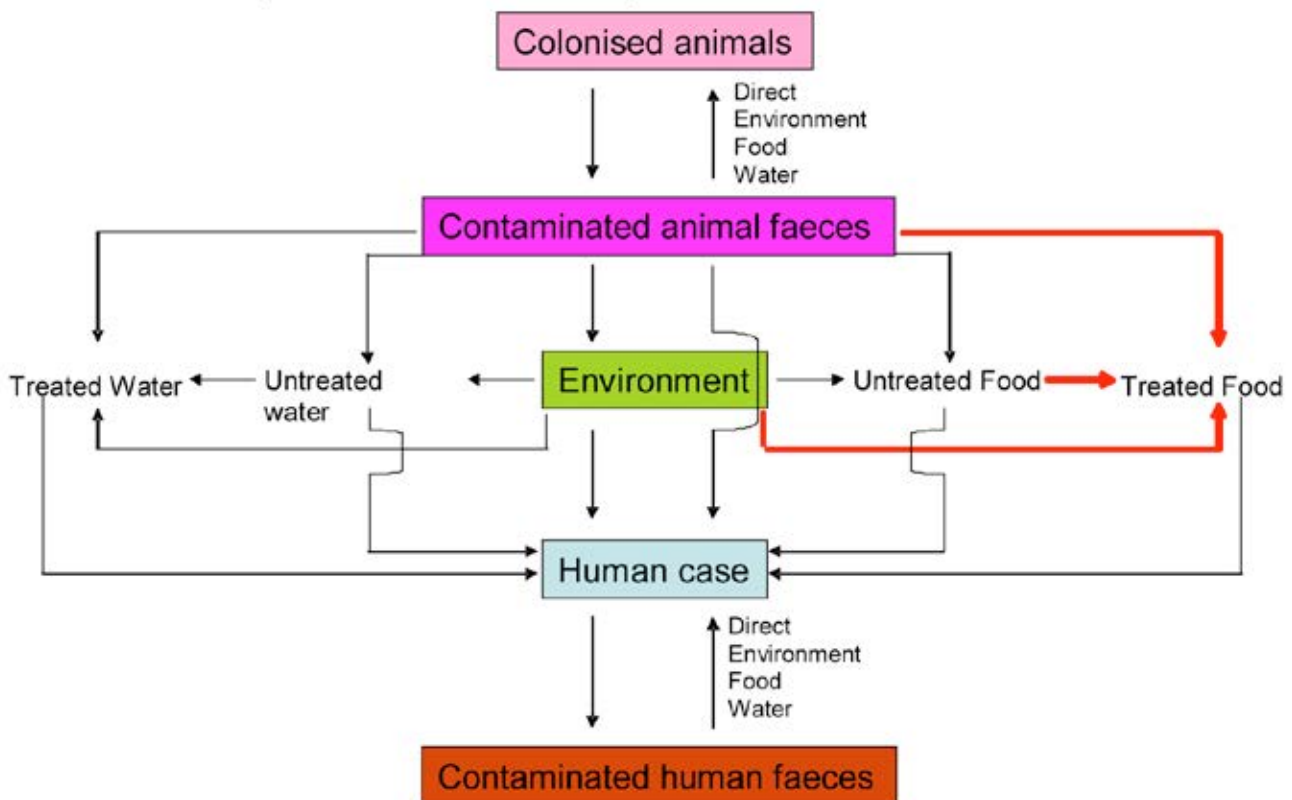 Colonised animals
Direct
Environment
Food
Water
Contaminated animal faeces
Treated Water
Untreated
water
Environment
Untreated Food
Treated Food
Human case
Direct
Environment
Food
Water
Contaminated human faeces